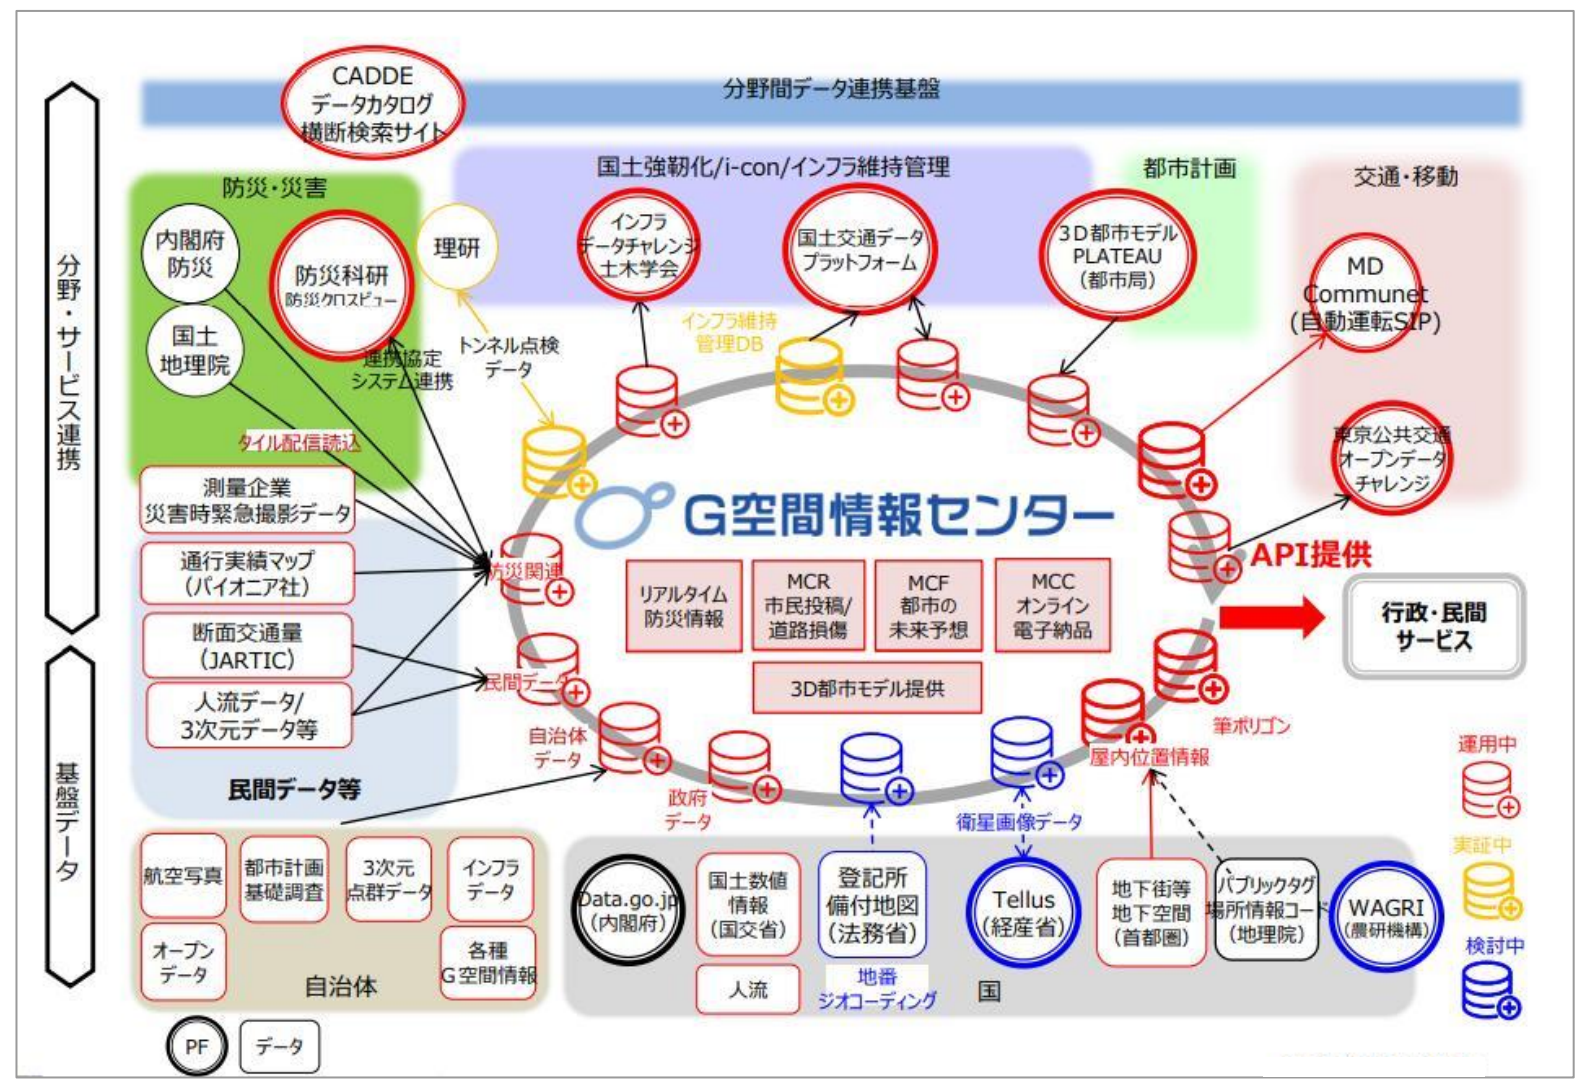 CADDE
データカタログ
横断検索サイト
分野間データ連携基盤
分野・サービス連携
基盤データ
防災・災害
内閣府
防災
国土
地理院
防災科研
防災クロスビュー
連携協定
システム連携
タイル配信読込
理研
トンネル点検
データ
国土強靭化/i-con/インフラ維持管理
インフラ
データチャレンジ
土木学会
国土交通データ
プラットフォーム
インフラ維持
管理DB
都市計画
3D都市モデル
PLATEAU
(都市局)
交通・移動
MD
Communet
(自動運転SIP)
東京公共交通
オープンデータ
チャレンジ
測量企業
災害時緊急撮影データ
通行実績マップ
(パイオニア社)
断面交通量
(JARTIC)
人流データ/
3次元データ等
民間データ等
防災関連
民間データ
自治体
データ
政府
データ
衛星画像データ
屋内位置情報
筆ポリゴン
G空間情報センター
リアルタイム
防災情報
MCR
市民投稿/
道路損傷
MCF
都市の
未来予想
MCC
オンライン
電子納品
3D都市モデル提供
API提供
行政・民間
サービス
運用中
実証中
検討中
航空写真
都市計画
基礎調査
3次元
点群データ
インフラ
データ
オープン
データ
自治体
各種
G空間情報
Data.go.jp
(内閣府)
国土数値
情報
(国交省)
人流
登記所
備付地図
(法務省)
地番
ジオコーディング
国
Tellus
(経産省)
地下街等
地下空間
(首都圏)
パブリックタグ
場所情報コード
(地理院)
WAGRI
(農研機構)
PF
データ